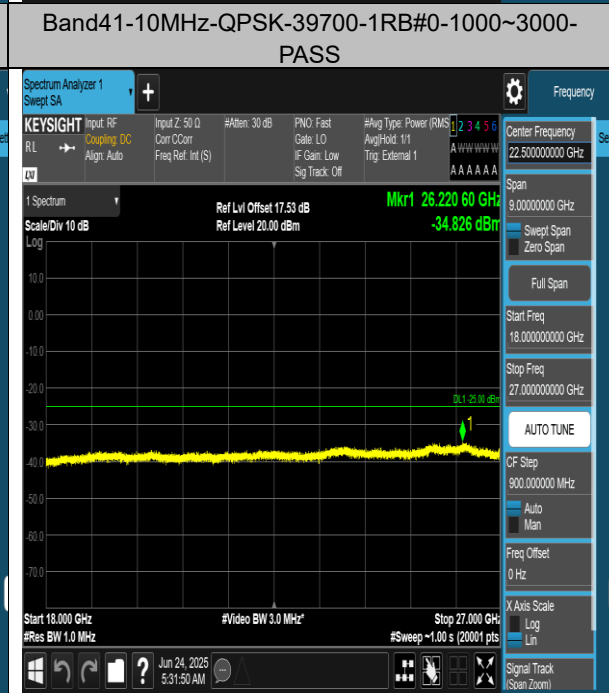 Band41-10MHz-QPSK-39700-1RB#0-1000~3000-
PASS
Spectrum Analyzer 1
Swept SA
+
Frequency
KEYSIGHT
RL
LXI
Input: RF
Coupling: DC
Align: Auto
Input Z: 50 Ω
Corr CCorr
Freq Ref: Int (S)
#Atten: 30 dB
PNO: Fast
Gate: LO
IF Gain: Low
Sig Track: Off
#Avg Type: Power (RMS
Avg|Hold: 1/1
Trig: External 1
1 2 3 4 5 6
A W W W W W
A A A A A A
1 Spectrum
Scale/Div 10 dB
Ref Lvl Offset 17.53 dB
Ref Level 20.00 dBm
Mkr1 26.220 60 GHz
-34.826 dBm
Log
10.0
0.00
-10.0
-20.0
-30.0
-40.0
-50.0
-60.0
-70.0
DL1 -25.00 dBm
1
Start 18.000 GHz
#Res BW 1.0 MHz
#Video BW 3.0 MHz*
Stop 27.000 GHz
#Sweep ~1.00 s (20001 pts
Center Frequency
22.50000000 GHz
Span
9.00000000 GHz
Swept Span
Zero Span
Full Span
Start Freq
18.000000000 GHz
Stop Freq
27.000000000 GHz
AUTO TUNE
CF Step
900.000000 MHz
Auto
Man
Freq Offset
0 Hz
X Axis Scale
Log
Lin
Signal Track
(Span Zoom)
?
Jun 24, 2025
5:31:50 AM